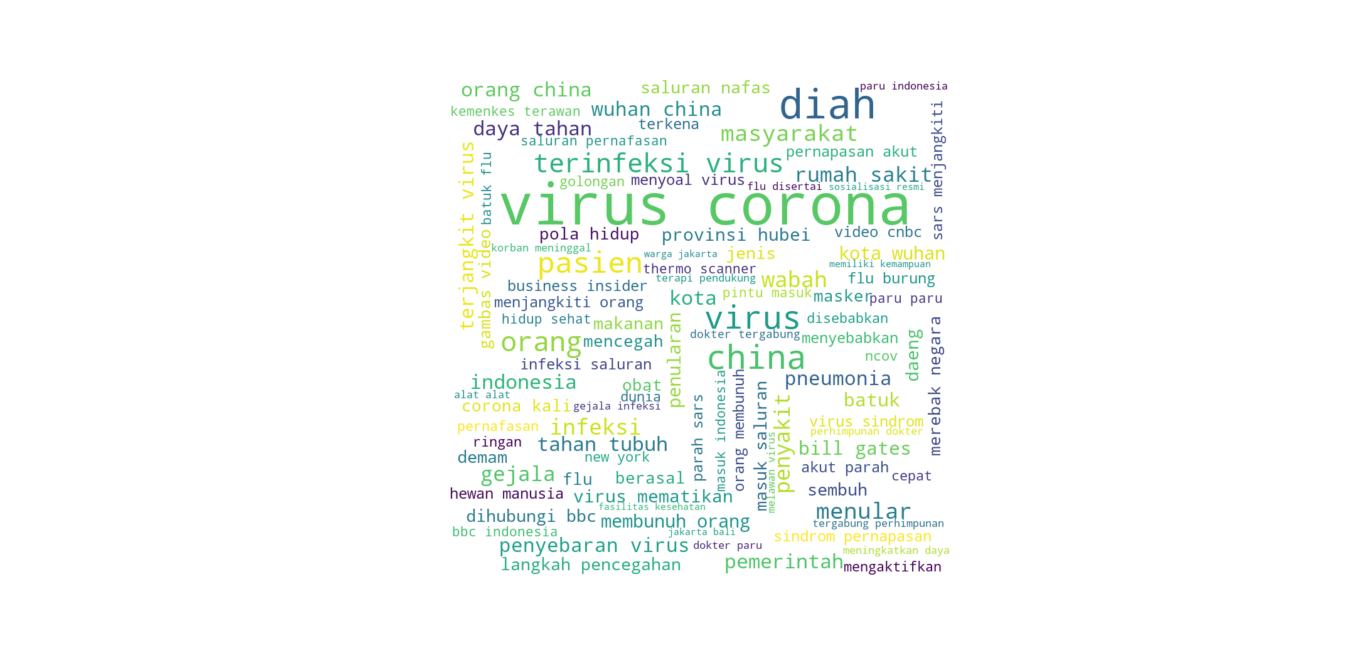 orang china
saluran nafas
diah
paru indonesia
kemenkes terawan
wuhan china
daya tahan
terkena
masyarakat
saluran pernafasan
pernapasan akut
terinfeksi virus
rumah sakit
golongan
menyoal virus
flu disertai
sosialisasi resmi
sars menjangkiti
terjangkit virus
batuk flu
virus corona
pola hidup
provinsi hubei
video cnbc
gambas video
korban meninggal
warga jakarta
jenis
kota wuhan
pasien
thermo scanner
memiliki kemampuan
terapi pendukung
wabah
flu burung
business insider
menjangkiti orang
kota
pintu masuk
masker
paru paru
hidup sehat
makanan
virus
disebabkan
orang
mencegah
penularan
dokter tergabung
menyebabkan
daeng
merebak negara
infeksi saluran
china
ncov
indonesia
obat
pneumonia
alat alat
dunia
corona kali
gejala infeksi
parah sars
masuk indonesia
orang membunuh
masuk saluran
penyakit
melawan virus
batuk
pernafasan
infeksi
virus sindrom
perhimpunan dokter
ringan
tahan tubuh
bill gates
demam
new york
akut parah
gejala
flu
berasal
cepat
hewan manusia
virus mematikan
sembuh
fasilitas kesehatan
menular
dihubungi bbc
membunuh orang
tergabung perhimpunan
bbc indonesia
jakarta bali
sindrom pernapasan
penyebaran virus
dokter paru
meningkatkan daya
langkah pencegahan
pemerintah
mengaktifkan